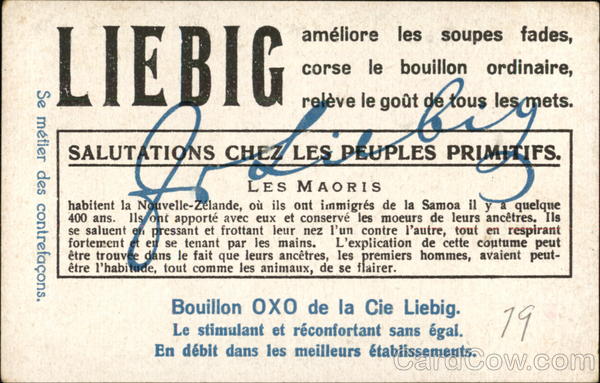 LIEBIG
améliore les soupes fades,
corse le bouillon ordinaire,
relève le goût de tous les mets.
Se méfier des contrefaçons.
J v Liebig
SALUTATIONS CHEZ LES PEUPLES PRIMITIFS.
LES MAORIS
habitent la Nouvelle-Zélande, où ils ont immigrés de la Samoa il y a quelque
400 ans. Ils ont apporté avec eux et conservé les moeurs de leurs ancêtres. Ils
se saluent en pressant et frottant leur nez l'un contre l'autre, tout en respirant
fortement et en se tenant par les mains. L'explication de cette coutume peut
être trouvée dans le fait que leurs ancêtres, les premiers hommes, avaient peut-
être l'habitude, tout comme les animaux, de se flairer.
Bouillon OXO de la Cie Liebig.
Le stimulant et réconfortant sans égal.
En débit dans les meilleurs établissements.
19
CardCow.com